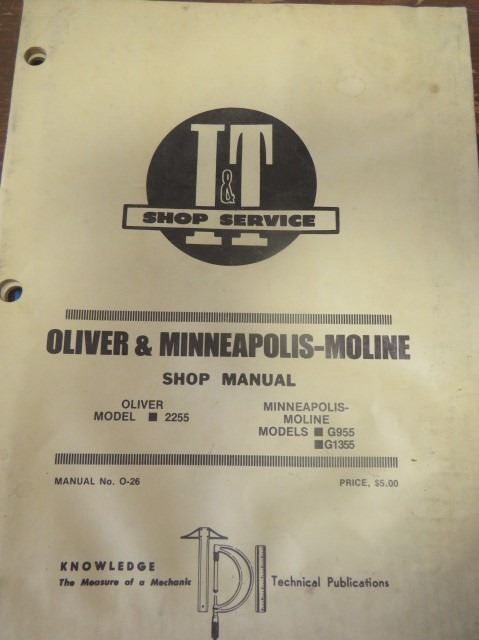 I&T
SHOP SERVICE
OLIVER & MINNEAPOLIS-MOLINE
SHOP MANUAL
OLIVER
MODEL ■ 2255
MINNEAPOLIS-
MOLINE
MODELS ■ G955
■ G1355
MANUAL No. O-26
PRICE, $5.00
KNOWLEDGE
The Measure of a Mechanic
TPI
Technical Publications